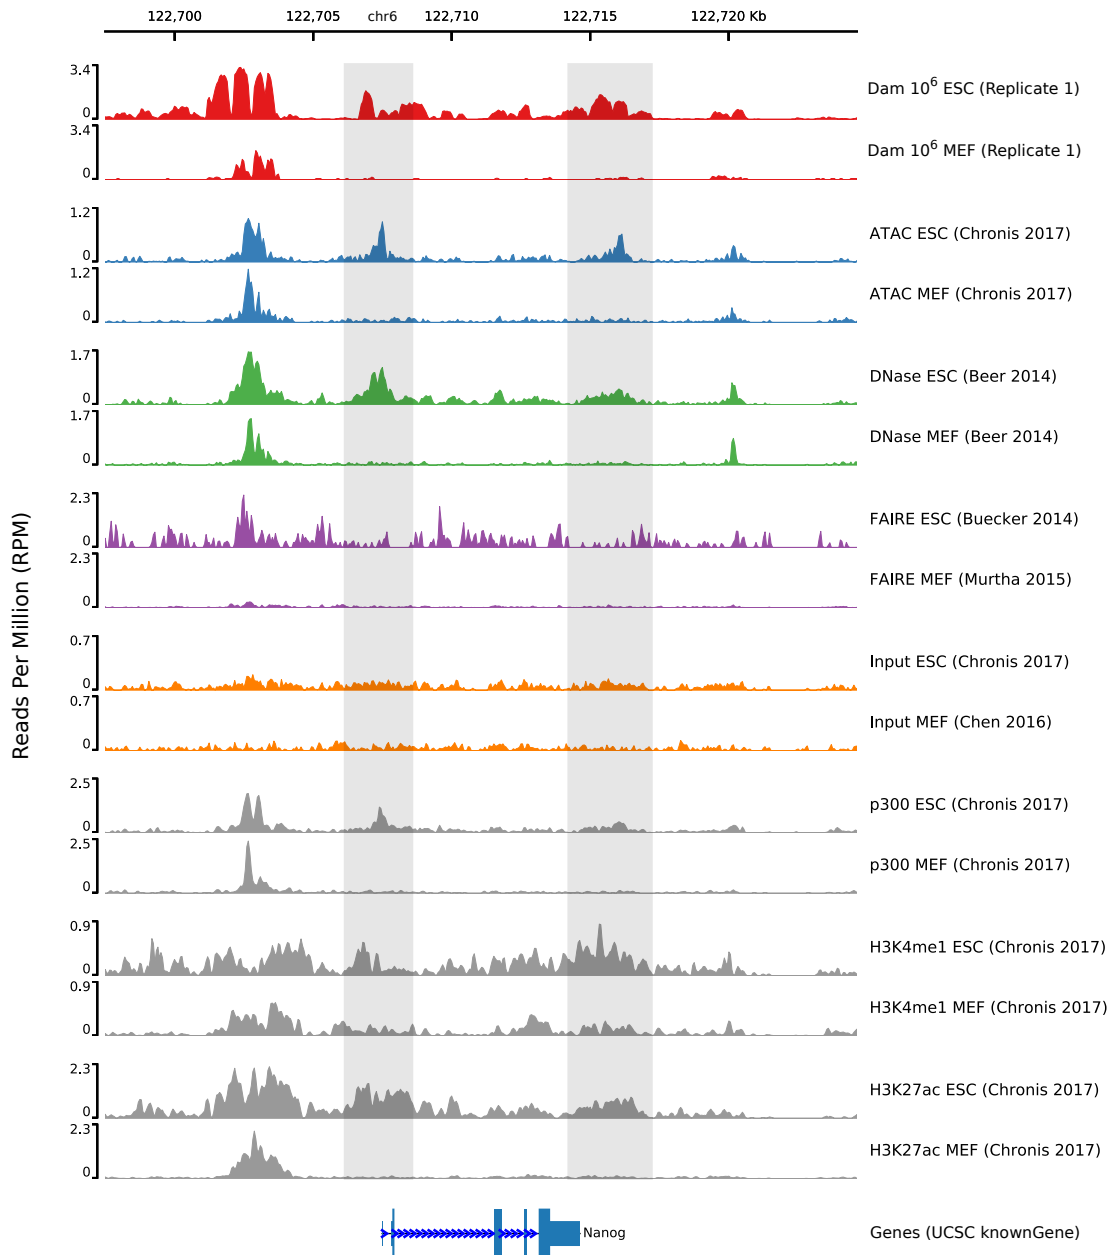 122,700 122,705 chr6 122,710 122,715 122,720 Kb
3.4
0
Dam 10⁶ ESC (Replicate 1)
3.4
0
Dam 10⁶ MEF (Replicate 1)
1.2
0
ATAC ESC (Chronis 2017)
1.2
0
ATAC MEF (Chronis 2017)
1.7
0
DNase ESC (Beer 2014)
1.7
0
DNase MEF (Beer 2014)
2.3
0
FAIRE ESC (Buecker 2014)
2.3
0
FAIRE MEF (Murtha 2015)
Reads Per Million (RPM)
0.7
0
Input ESC (Chronis 2017)
0.7
0
Input MEF (Chen 2016)
2.5
0
p300 ESC (Chronis 2017)
2.5
0
p300 MEF (Chronis 2017)
0.9
0
H3K4me1 ESC (Chronis 2017)
0.9
0
H3K4me1 MEF (Chronis 2017)
2.3
0
H3K27ac ESC (Chronis 2017)
2.3
0
H3K27ac MEF (Chronis 2017)
Nanog
Genes (UCSC knownGene)